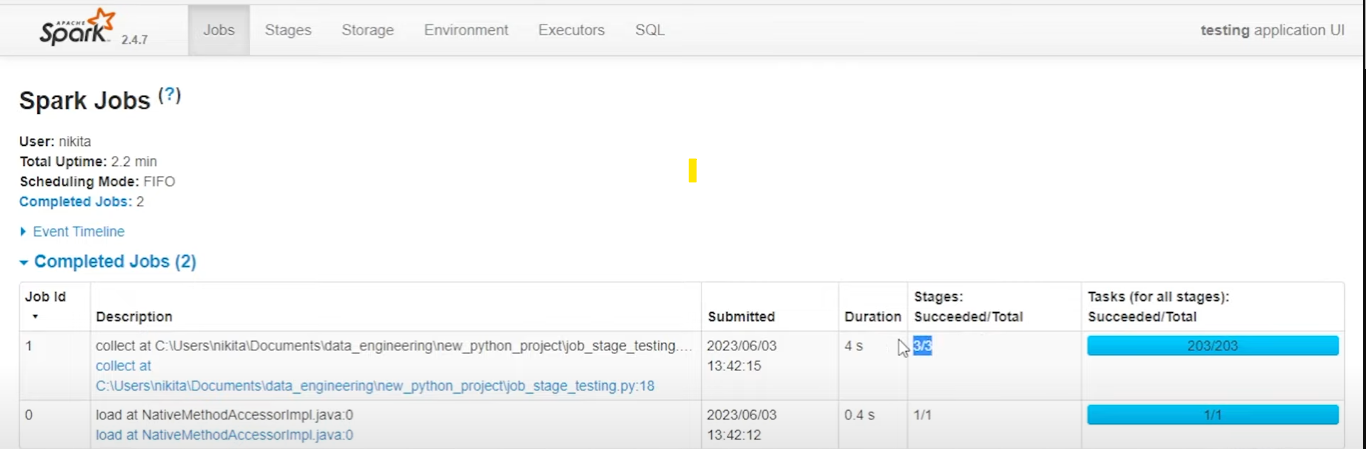 APACHE
Spark 2.4.7 Jobs Stages Storage Environment Executors SQL testing application UI
Spark Jobs (?)
User: nikita
Total Uptime: 2.2 min
Scheduling Mode: FIFO
Completed Jobs: 2
Event Timeline
Completed Jobs (2)
Job Id Description Submitted Duration Stages: Succeeded/Total Tasks (for all stages): Succeeded/Total
1 collect at C:\Users\nikita\Documents\data_engineering\new_python_project\job_stage_testing.... 2023/06/03 4 s 3/3 203/203
collect at 13:42:15
C:\Users\nikita\Documents\data_engineering\new_python_project\job_stage_testing.py:18
0 load at NativeMethodAccessorImpl.java:0 2023/06/03 0.4 s 1/1 1/1
load at NativeMethodAccessorImpl.java:0 13:42:12